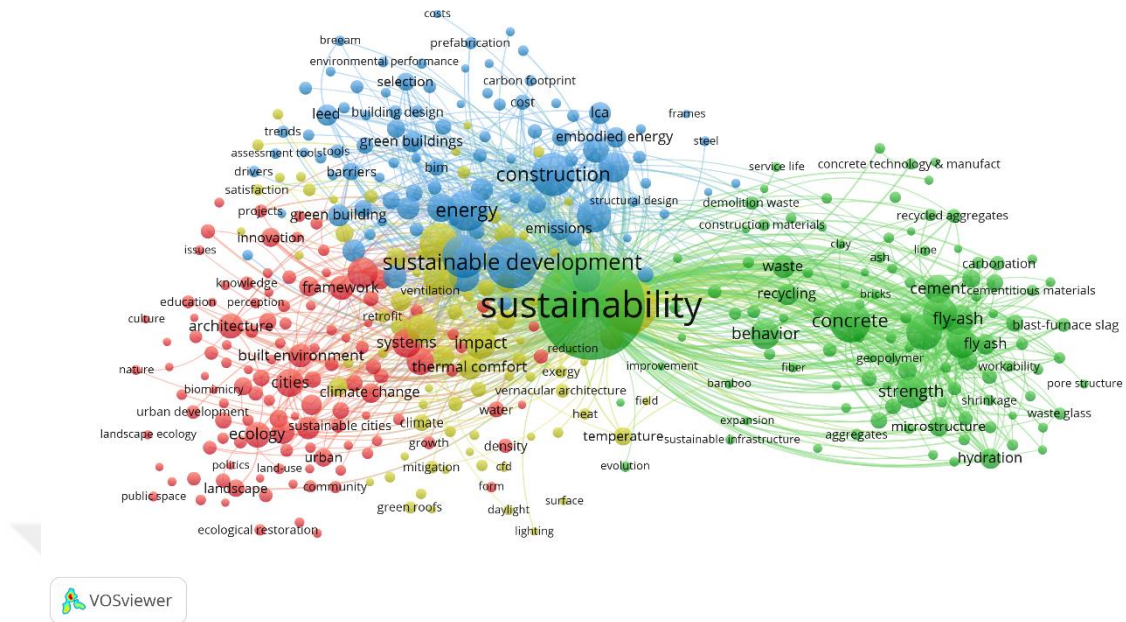 costs
breeam
prefabrication
environmental performance
selection
carbon footprint
cost
lca
leed
building design
frames
trends
green buildings
embodied energy
steel
assessment tools
tools
service life
concrete technology & manufact
drivers
barriers
bim
construction
satisfaction
structural design
demolition waste
projects
green building
energy
recycled aggregates
emissions
construction materials
innovation
clay
lime
issues
ash
sustainable development
waste
carbonation
knowledge
framework
ventilation
cement
cementitious materials
education
perception
recycling
bricks
sustainability
culture
retrofit
concrete
fly-ash
blast-furnace slag
architecture
behavior
systems
impact
reduction
fly ash
built environment
geopolymer
nature
thermal comfort
exergy
improvement
fiber
workability
biomimicry
cities
climate change
vernacular architecture
bamboo
strength
pore structure
urban development
water
field
shrinkage
waste glass
heat
climate
expansion
landscape ecology
ecology
sustainable cities
microstructure
growth
density
temperature
sustainable infrastructure
aggregates
politics
urban
land-use
mitigation
cfd
evolution
hydration
public space
landscape
community
form
surface
green roofs
daylight
ecological restoration
lighting
VOSviewer